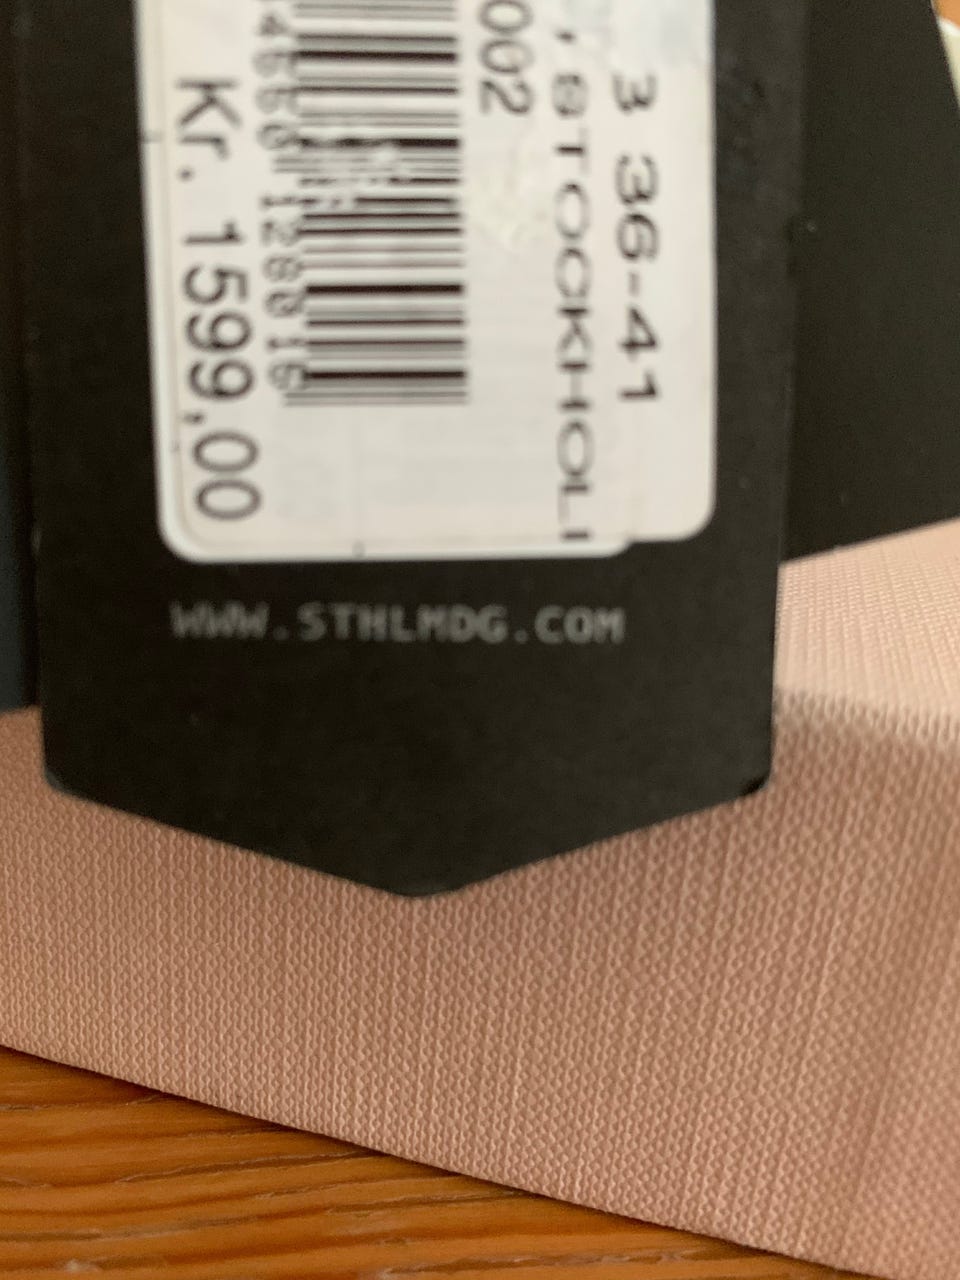 3 36-41
, STOCKHOL
002
Kr. 1599,00
WWW.STHLMDG.COM